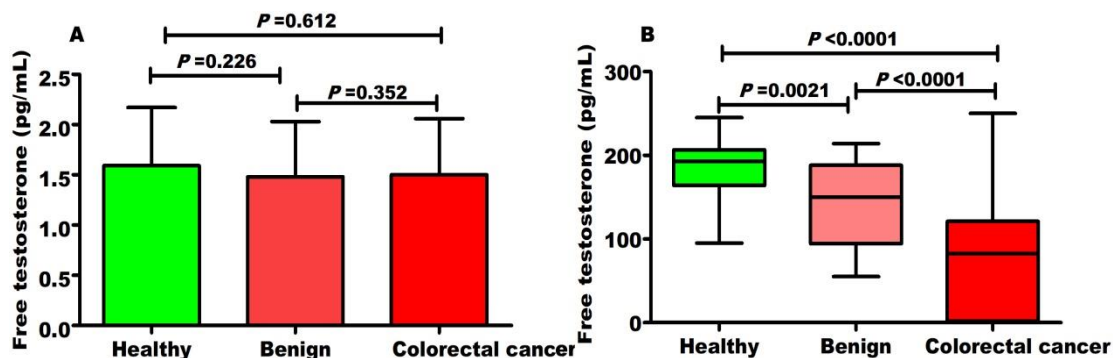 A
P=0.612
P=0.226
P=0.352
Free testosterone (pg/mL)
2.5
2.0
1.5
1.0
0.5
0.0
Healthy Benign Colorectal cancer
B
P<0.0001
P<0.0001
P=0.0021
Free testosterone (pg/mL)
300
200
100
0
Healthy Benign Colorectal cancer